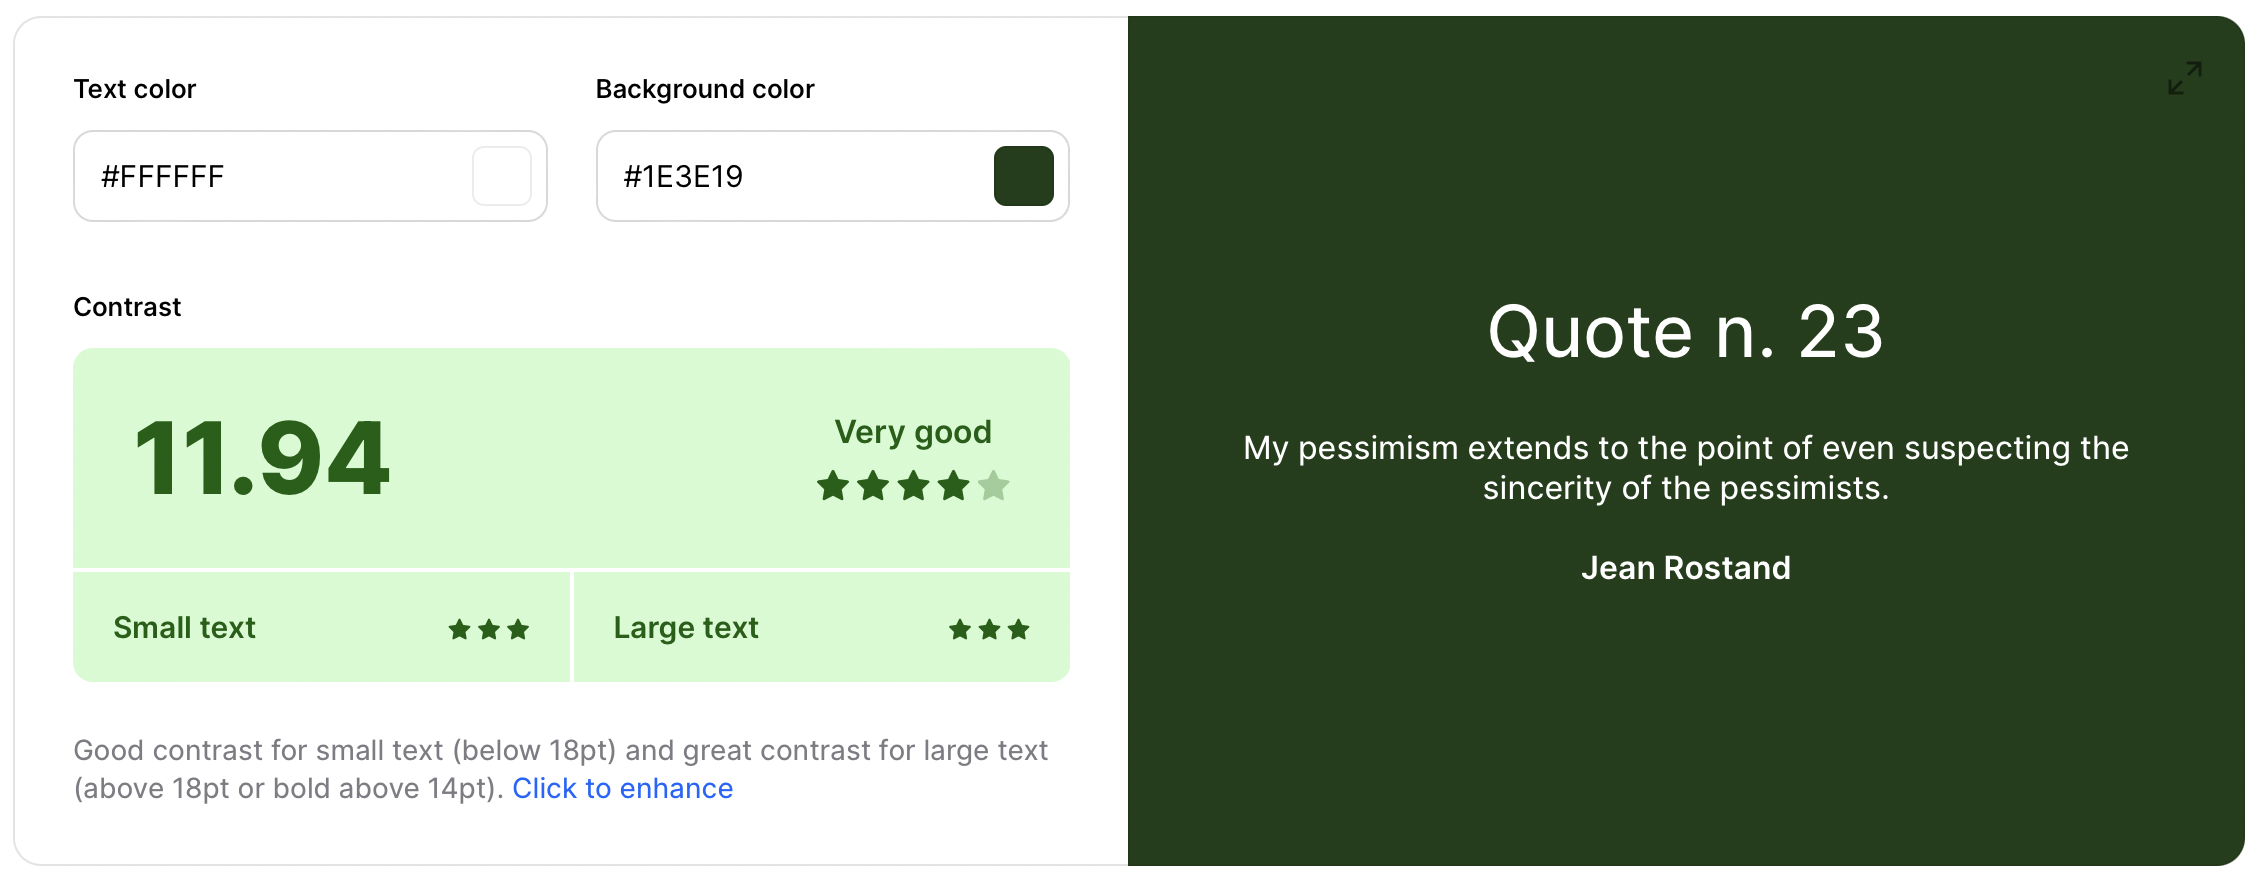 Text color
Background color
#FFFFFF
#1E3E19
Contrast
11.94
Very good
Small text
Large text
Good contrast for small text (below 18pt) and great contrast for large text
(above 18pt or bold above 14pt). Click to enhance
Quote n. 23
My pessimism extends to the point of even suspecting the
sincerity of the pessimists.
Jean Rostand